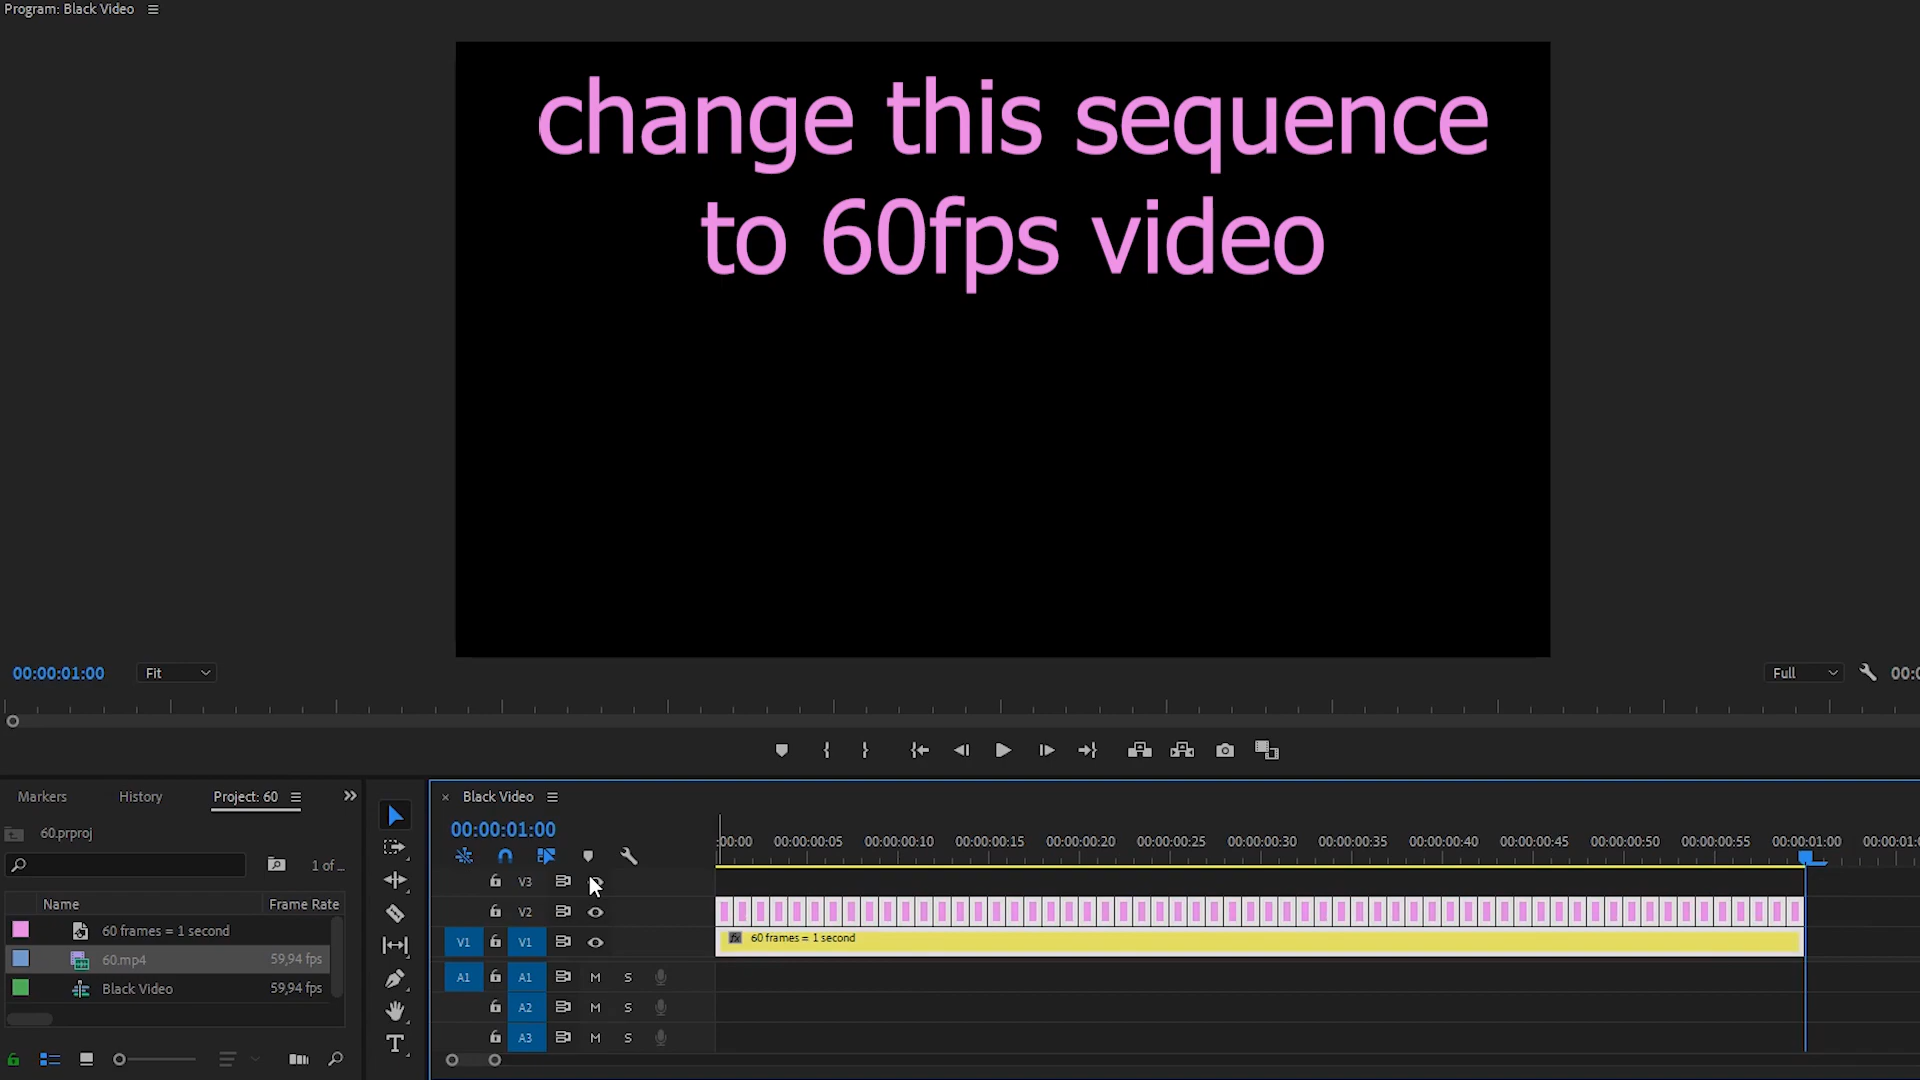 Program: Black Video
change this sequence
to 60fps video
00:00:01:00
Fit
Full
Markers
History
Project: 60
60.prproj
1 of ...
Name
Frame Rate
60 frames = 1 second
60.mp4
59,94 fps
Black Video
59,94 fps
Black Video
00:00:01:00
:00:00
00:00:00:05
00:00:00:10
00:00:00:15
00:00:00:20
00:00:00:25
00:00:00:30
00:00:00:35
00:00:00:40
00:00:00:45
00:00:00:50
00:00:00:55
00:00:01:00
V3
V2
V1
V1
60 frames = 1 second
A1
A1
M
S
A2
M
S
A3
M
S